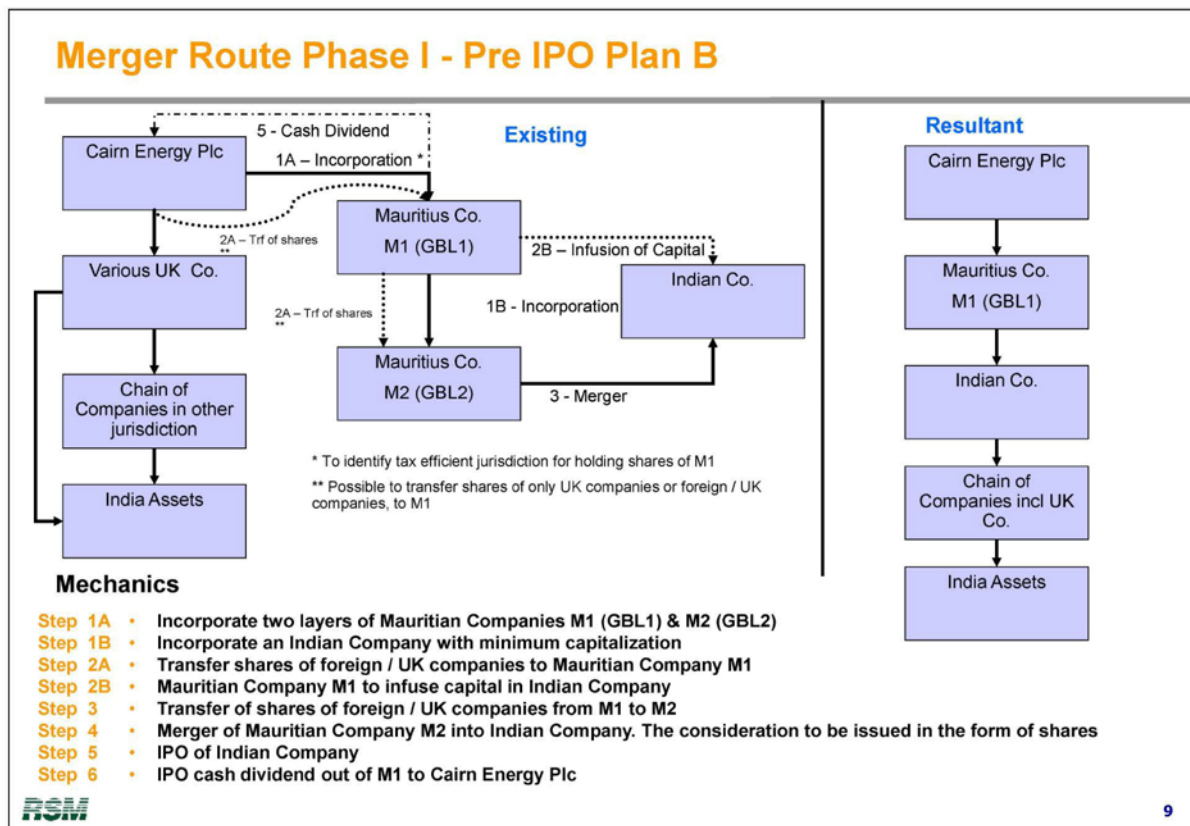 Merger Route Phase I - Pre IPO Plan B
5 - Cash Dividend
Existing
Resultant
Cairn Energy Plc
1A – Incorporation *
Cairn Energy Plc
2A – Trf of shares
**
Mauritius Co.
M1 (GBL1)
2B – Infusion of Capital
Various UK Co.
Indian Co.
Mauritius Co.
M1 (GBL1)
1B - Incorporation
2A – Trf of shares
**
Mauritius Co.
M2 (GBL2)
3 - Merger
Chain of
Companies in other
jurisdiction
Indian Co.
* To identify tax efficient jurisdiction for holding shares of M1
** Possible to transfer shares of only UK companies or foreign / UK
companies, to M1
India Assets
Chain of
Companies incl UK
Co.
India Assets
Mechanics
Step 1A • Incorporate two layers of Mauritian Companies M1 (GBL1) & M2 (GBL2)
Step 1B • Incorporate an Indian Company with minimum capitalization
Step 2A • Transfer shares of foreign / UK companies to Mauritian Company M1
Step 2B • Mauritian Company M1 to infuse capital in Indian Company
Step 3 • Transfer of shares of foreign / UK companies from M1 to M2
Step 4 • Merger of Mauritian Company M2 into Indian Company. The consideration to be issued in the form of shares
Step 5 • IPO of Indian Company
Step 6 • IPO cash dividend out of M1 to Cairn Energy Plc
RSM
9